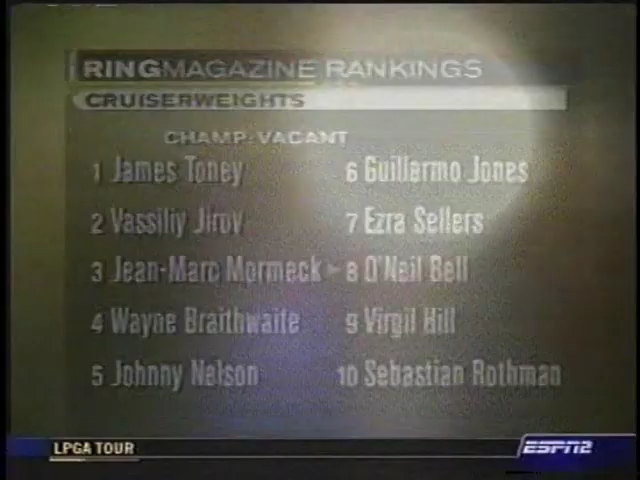 RINGMAGAZINE RANKINGS
CRUISERWEIGHTS
CHAMP-VACANT
1 James Toney
2 Vassiliy Jirov
3 Jean-Marc Mormeck
4 Wayne Braithwaite
5 Johnny Nelson
6 Guillermo Jones
7 Ezra Sellers
8 O'Neil Bell
9 Virgil Hill
10 Sebastian Rothman
LPGA TOUR
ESPN2